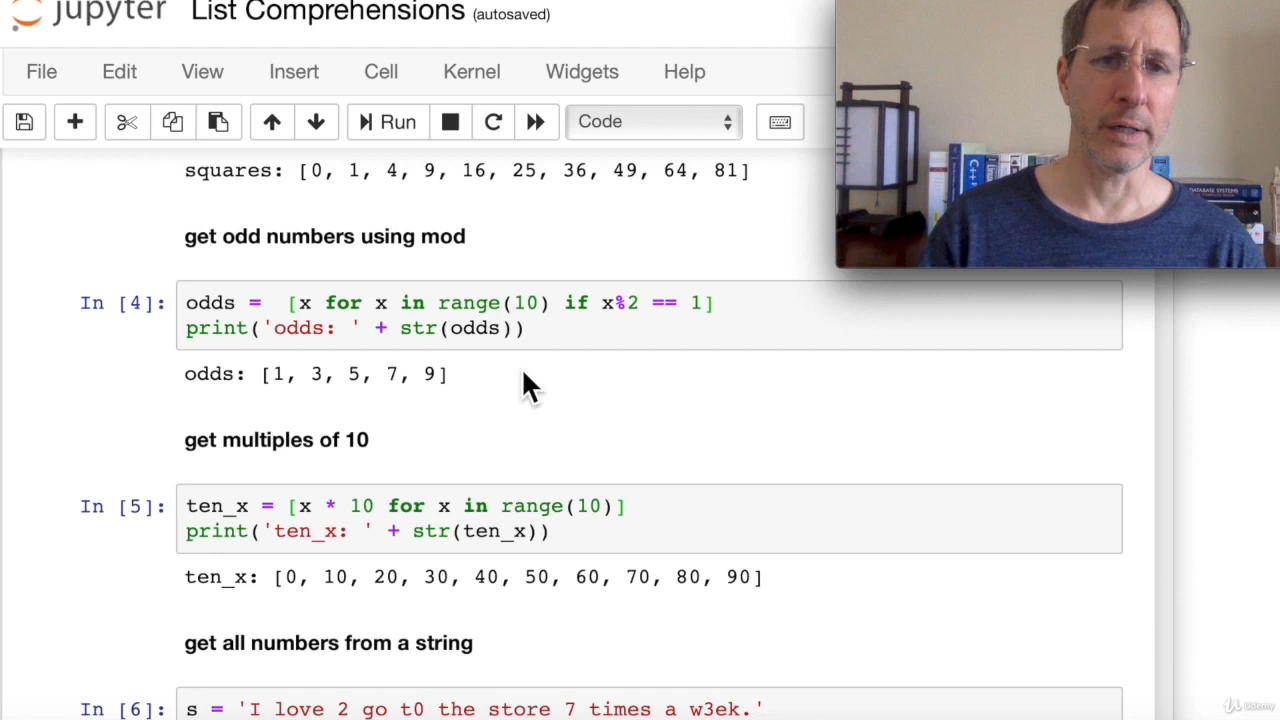 jupyter List Comprehensions (autosaved)
File Edit View Insert Cell Kernel Widgets Help
Run Code
squares: [0, 1, 4, 9, 16, 25, 36, 49, 64, 81]
get odd numbers using mod
In [4]: odds =  [x for x in range(10) if x%2 == 1]
print('odds: ' + str(odds))
odds: [1, 3, 5, 7, 9]
get multiples of 10
In [5]: ten_x = [x * 10 for x in range(10)]
print('ten_x: ' + str(ten_x))
ten_x: [0, 10, 20, 30, 40, 50, 60, 70, 80, 90]
get all numbers from a string
In [6]: s = 'I love 2 go t0 the store 7 times a w3ek.'
C++
DATABASE SYSTEMS
Udemy